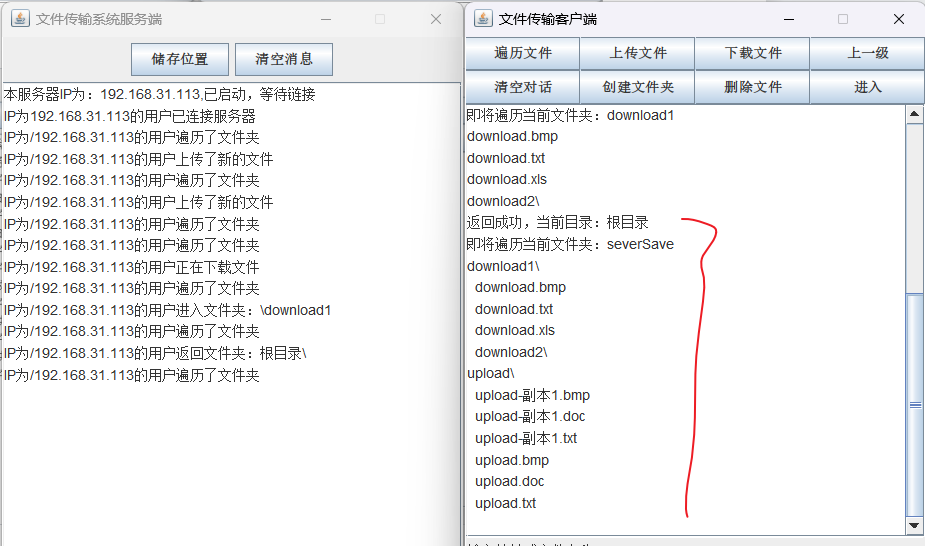 文件传输系统服务端
储存位置 清空消息
本服务器IP为：192.168.31.113,已启动，等待链接
IP为192.168.31.113的用户已连接服务器
IP为/192.168.31.113的用户遍历了文件夹
IP为/192.168.31.113的用户上传了新的文件
IP为/192.168.31.113的用户遍历了文件夹
IP为/192.168.31.113的用户上传了新的文件
IP为/192.168.31.113的用户遍历了文件夹
IP为/192.168.31.113的用户遍历了文件夹
IP为/192.168.31.113的用户正在下载文件
IP为/192.168.31.113的用户遍历了文件夹
IP为/192.168.31.113的用户进入文件夹：\download1
IP为/192.168.31.113的用户遍历了文件夹
IP为/192.168.31.113的用户返回文件夹：根目录\
IP为/192.168.31.113的用户遍历了文件夹
文件传输客户端
遍历文件 上传文件 下载文件 上一级
清空对话 创建文件夹 删除文件 进入
即将遍历当前文件夹：download1
download.bmp
download.txt
download.xls
download2\
返回成功，当前目录：根目录
即将遍历当前文件夹：severSave
download1\
download.bmp
download.txt
download.xls
download2\
upload\
upload-副本1.bmp
upload-副本1.doc
upload-副本1.txt
upload.bmp
upload.doc
upload.txt